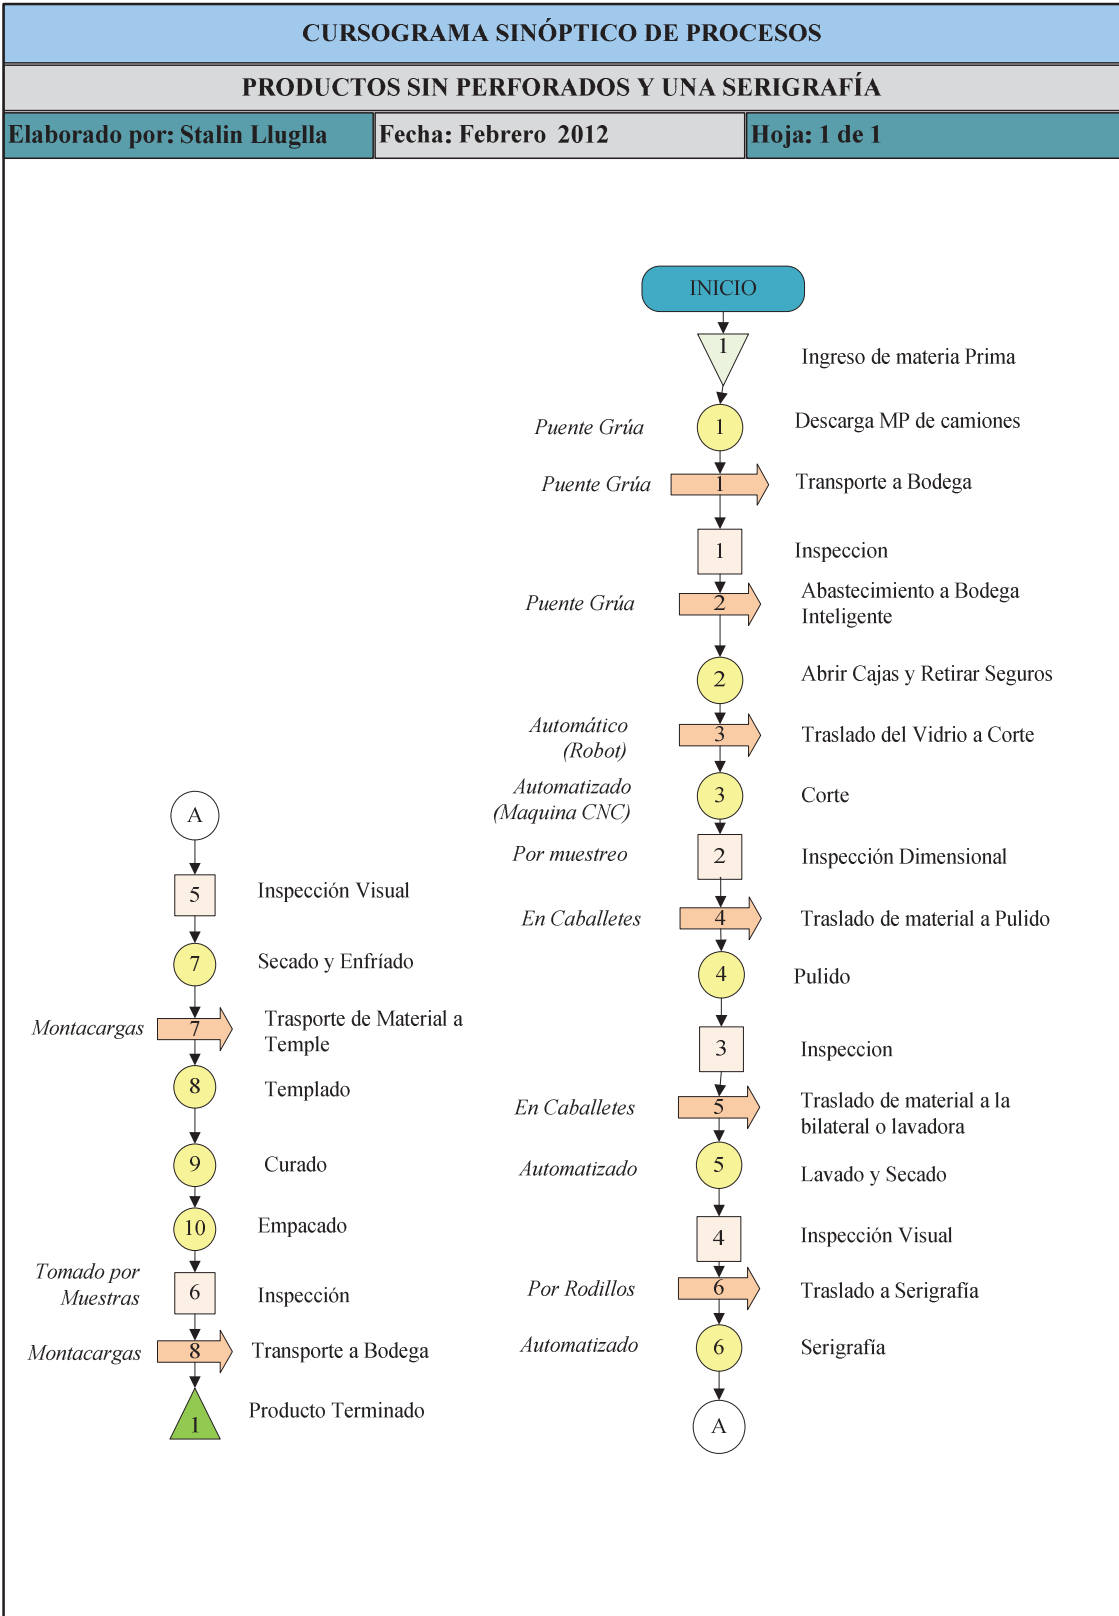 CURSOGRAMA SINÓPTICO DE PROCESOS
PRODUCTOS SIN PERFORADOS Y UNA SERIGRAFÍA
Elaborado por: Stalin Lluglla
Fecha: Febrero 2012
Hoja: 1 de 1
INICIO
1
Ingreso de materia Prima
Puente Grúa
1
Descarga MP de camiones
Puente Grúa
1
Transporte a Bodega
1
Inspeccion
Puente Grúa
2
Abastecimiento a Bodega
Inteligente
2
Abrir Cajas y Retirar Seguros
Automático
(Robot)
3
Traslado del Vidrio a Corte
Automatizado
(Maquina CNC)
3
Corte
Por muestreo
2
Inspección Dimensional
En Caballetes
4
Traslado de material a Pulido
4
Pulido
3
Inspeccion
En Caballetes
5
Traslado de material a la
bilateral o lavadora
Automatizado
5
Lavado y Secado
4
Inspección Visual
Por Rodillos
6
Traslado a Serigrafía
Automatizado
6
Serigrafía
A
A
5
Inspección Visual
7
Secado y Enfríado
Montacargas
7
Trasporte de Material a
Temple
8
Templado
9
Curado
10
Empacado
Tomado por
Muestras
6
Inspección
Montacargas
8
Transporte a Bodega
1
Producto Terminado